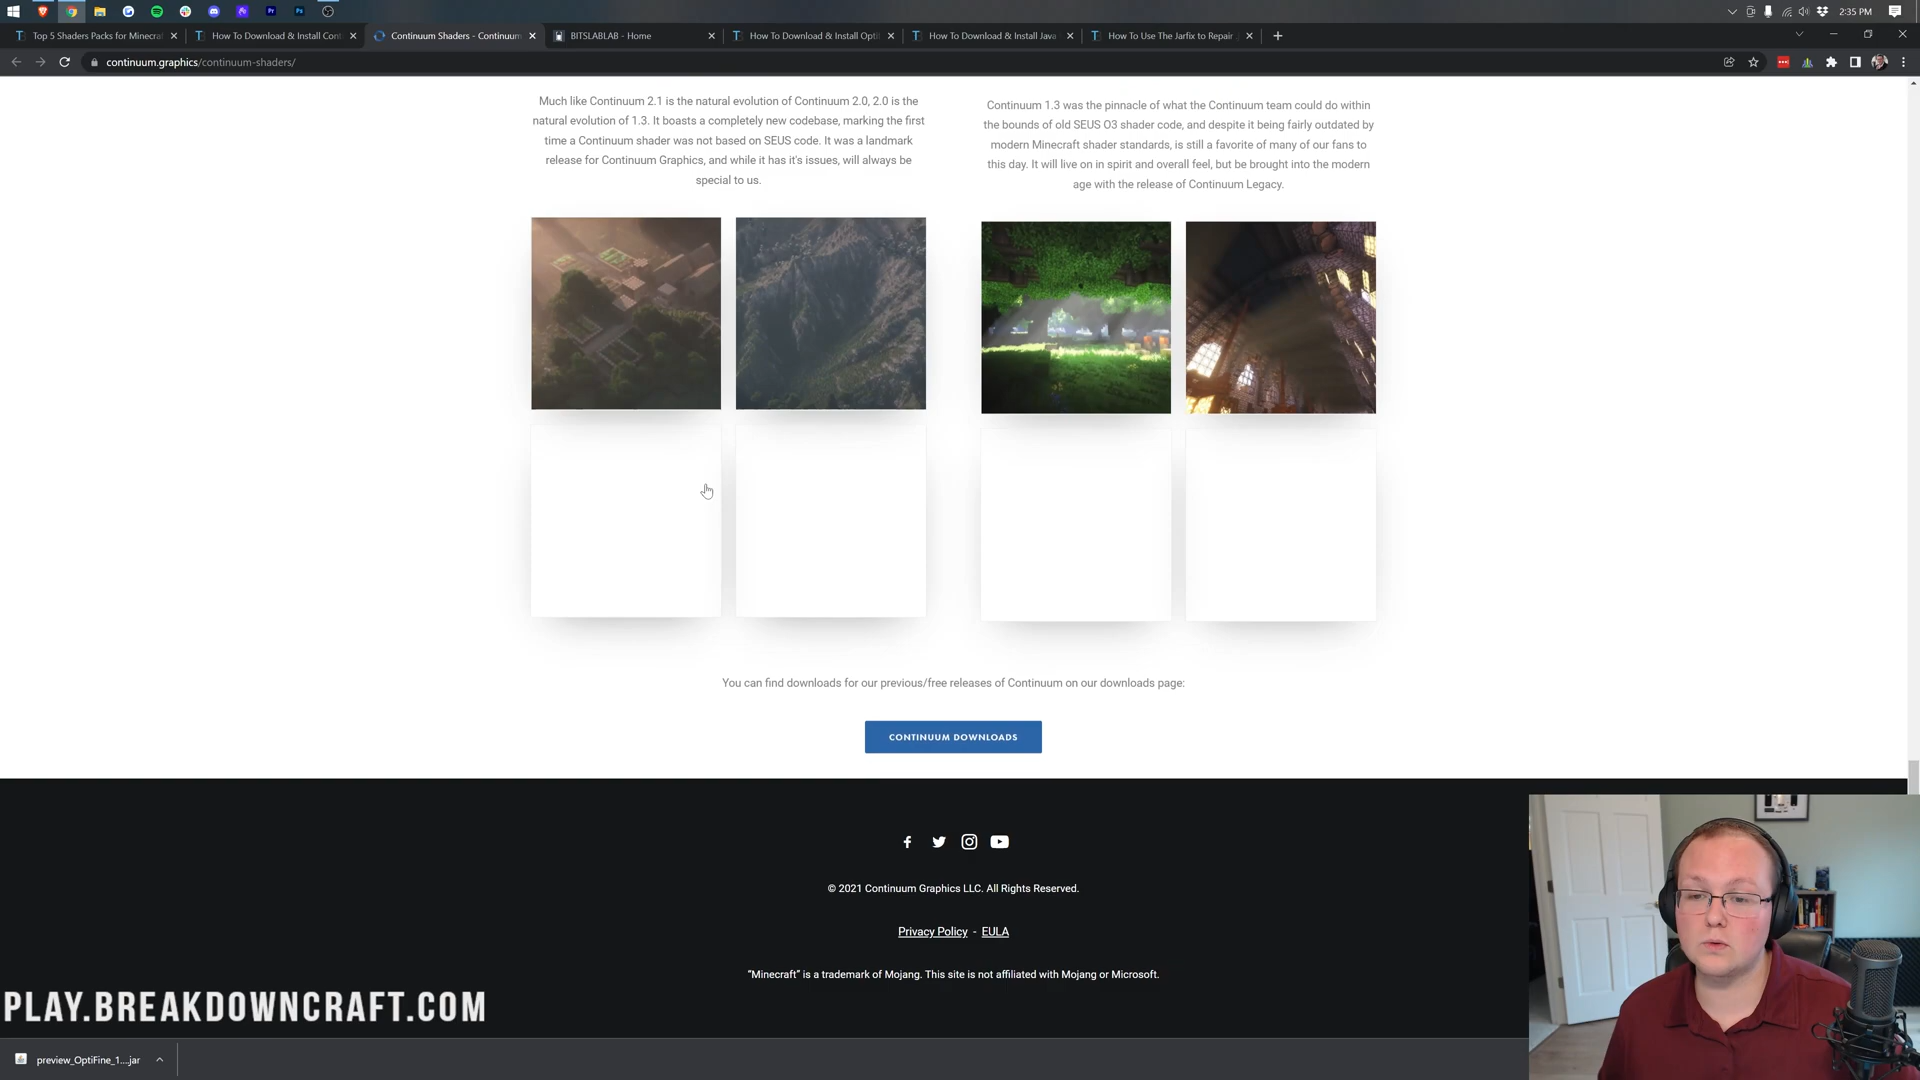 2:35 PM
Top 5 Shaders Packs for Minecraf
How To Download & Install Cont
Continuum Shaders - Continuum
BITSLABLAB - Home
How To Download & Install Opti
How To Download & Install Java
How To Use The Jarfix to Repair
continuum.graphics/continuum-shaders/
Much like Continuum 2.1 is the natural evolution of Continuum 2.0, 2.0 is the
natural evolution of 1.3. It boasts a completely new codebase, marking the first
time a Continuum shader was not based on SEUS code. It was a landmark
release for Continuum Graphics, and while it has it's issues, will always be
special to us.
Continuum 1.3 was the pinnacle of what the Continuum team could do within
the bounds of old SEUS 03 shader code, and despite it being fairly outdated by
modern Minecraft shader standards, is still a favorite of many of our fans to
this day. It will live on in spirit and overall feel, but be brought into the modern
age with the release of Continuum Legacy.
You can find downloads for our previous/free releases of Continuum on our downloads page:
CONTINUUM DOWNLOADS
© 2021 Continuum Graphics LLC. All Rights Reserved.
Privacy Policy - EULA
“Minecraft” is a trademark of Mojang. This site is not affiliated with Mojang or Microsoft.
PLAY.BREAKDOWNCRAFT.COM
preview_OptiFine_1....jar